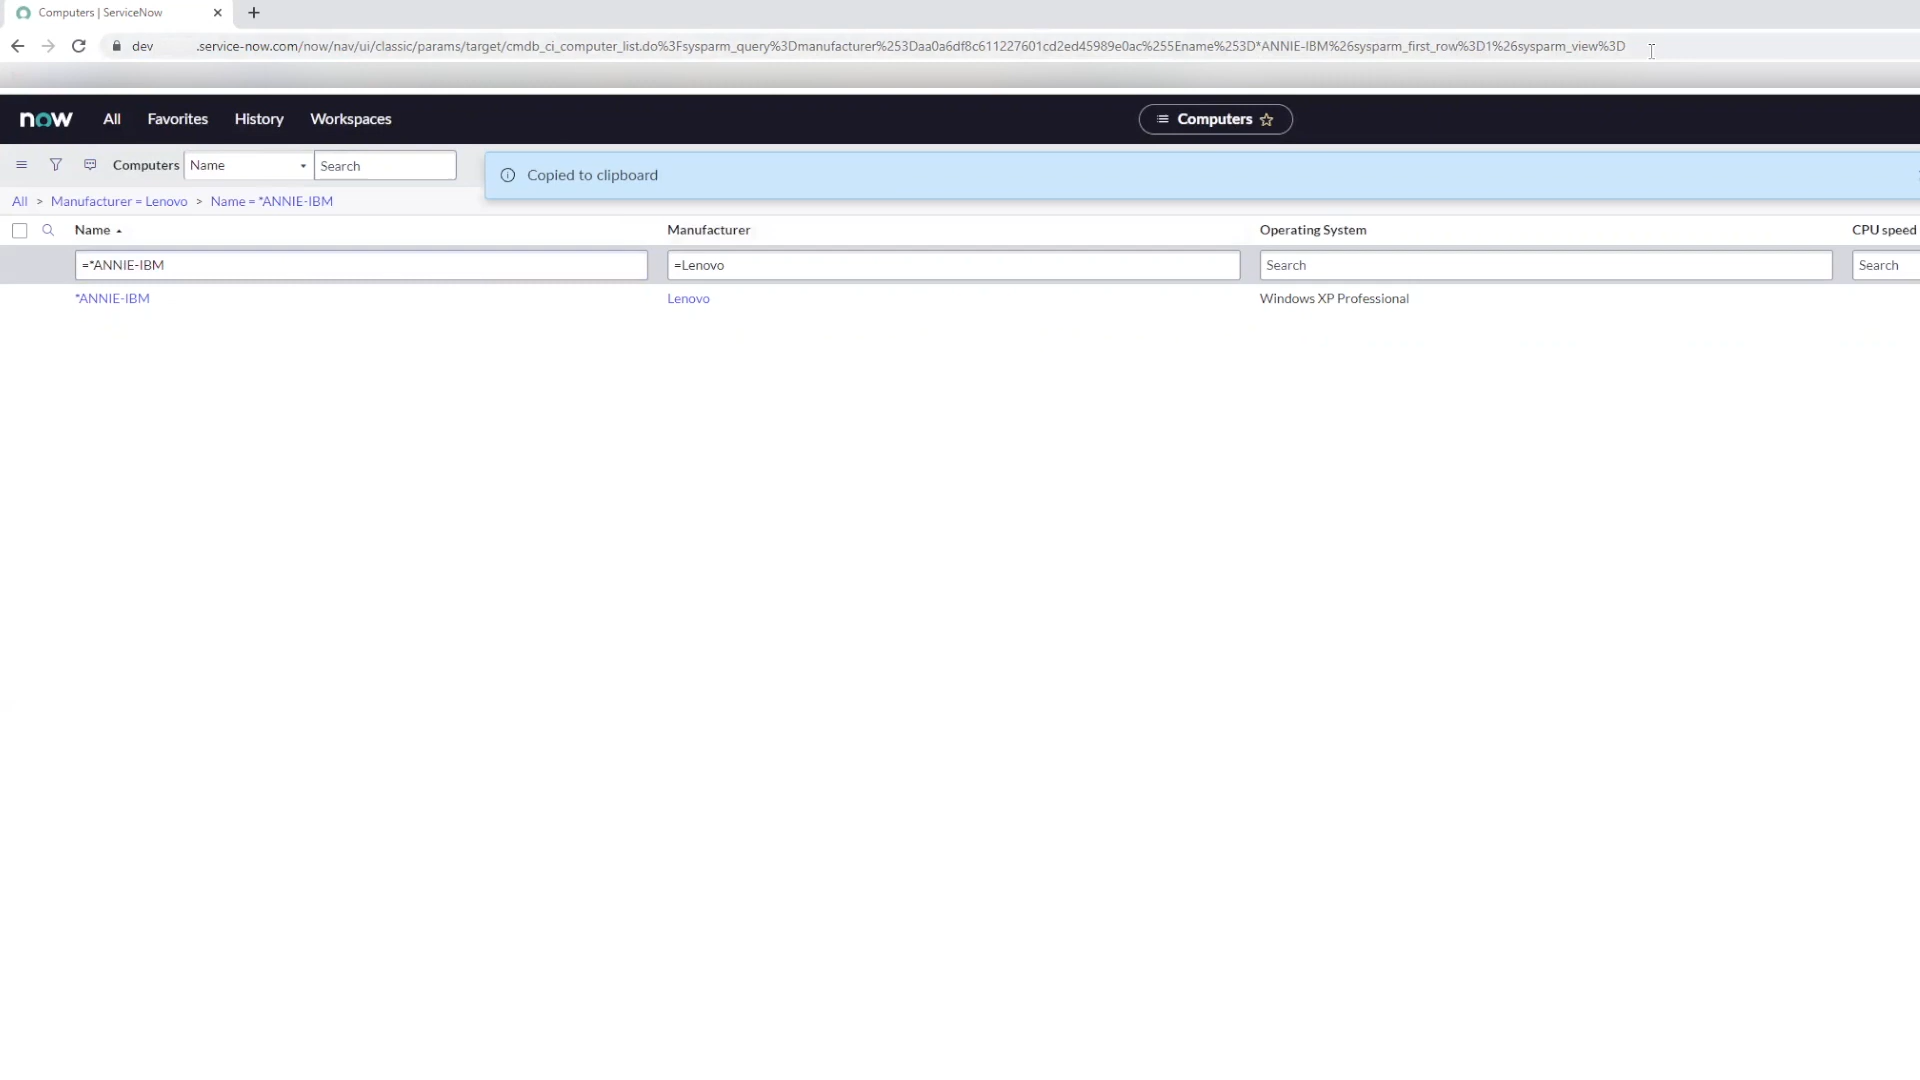 Computers | ServiceNow
dev .service-now.com/now/nav/ui/classic/params/target/cmdb_ci_computer_list.do%3Fsysparm_query%3Dmanufacturer%253Daa0a6df8c611227601cd2ed45989e0ac%255Ename%253D*ANNIE-IBM%26sysparm_first_row%3D1%26sysparm_view%3D
now All Favorites History Workspaces Computers
Computers Name Search Copied to clipboard
All > Manufacturer = Lenovo > Name = *ANNIE-IBM
Name Manufacturer Operating System CPU speed
=*ANNIE-IBM =Lenovo Search Search
*ANNIE-IBM Lenovo Windows XP Professional